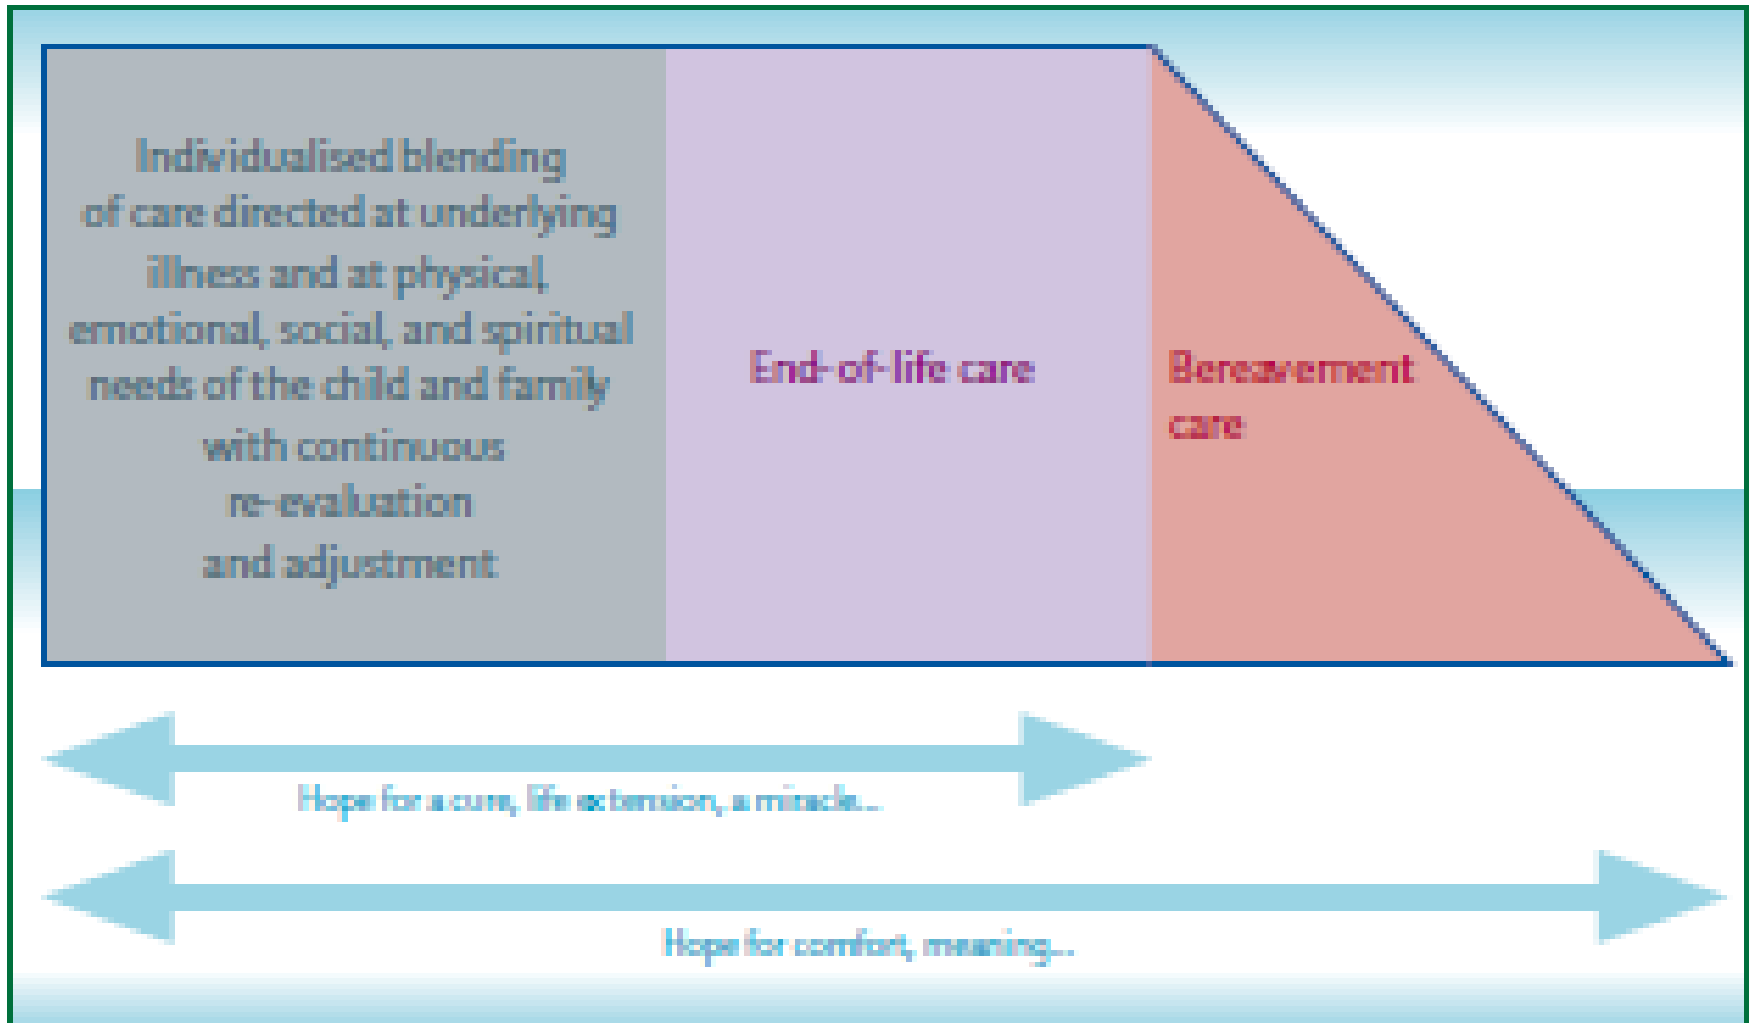 Individualised blending
of care directed at underlying
illness and at physical,
emotional, social, and spiritual
needs of the child and family
with continuous
re-evaluation
and adjustment
End-of-life care
Bereavement
care
Hope for a cure, life extension, a miracle...
Hope for comfort, meaning...